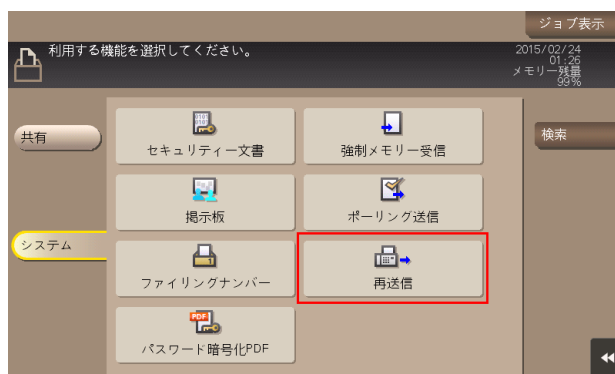 ジョブ表示
利用する機能を選択してください。
2015/02/24
01:26
メモリー残量
99%
共有
検索
セキュリティー文書
強制メモリー受信
掲示板
ポーリング送信
システム
ファイリングナンバー
再送信
パスワード暗号化PDF